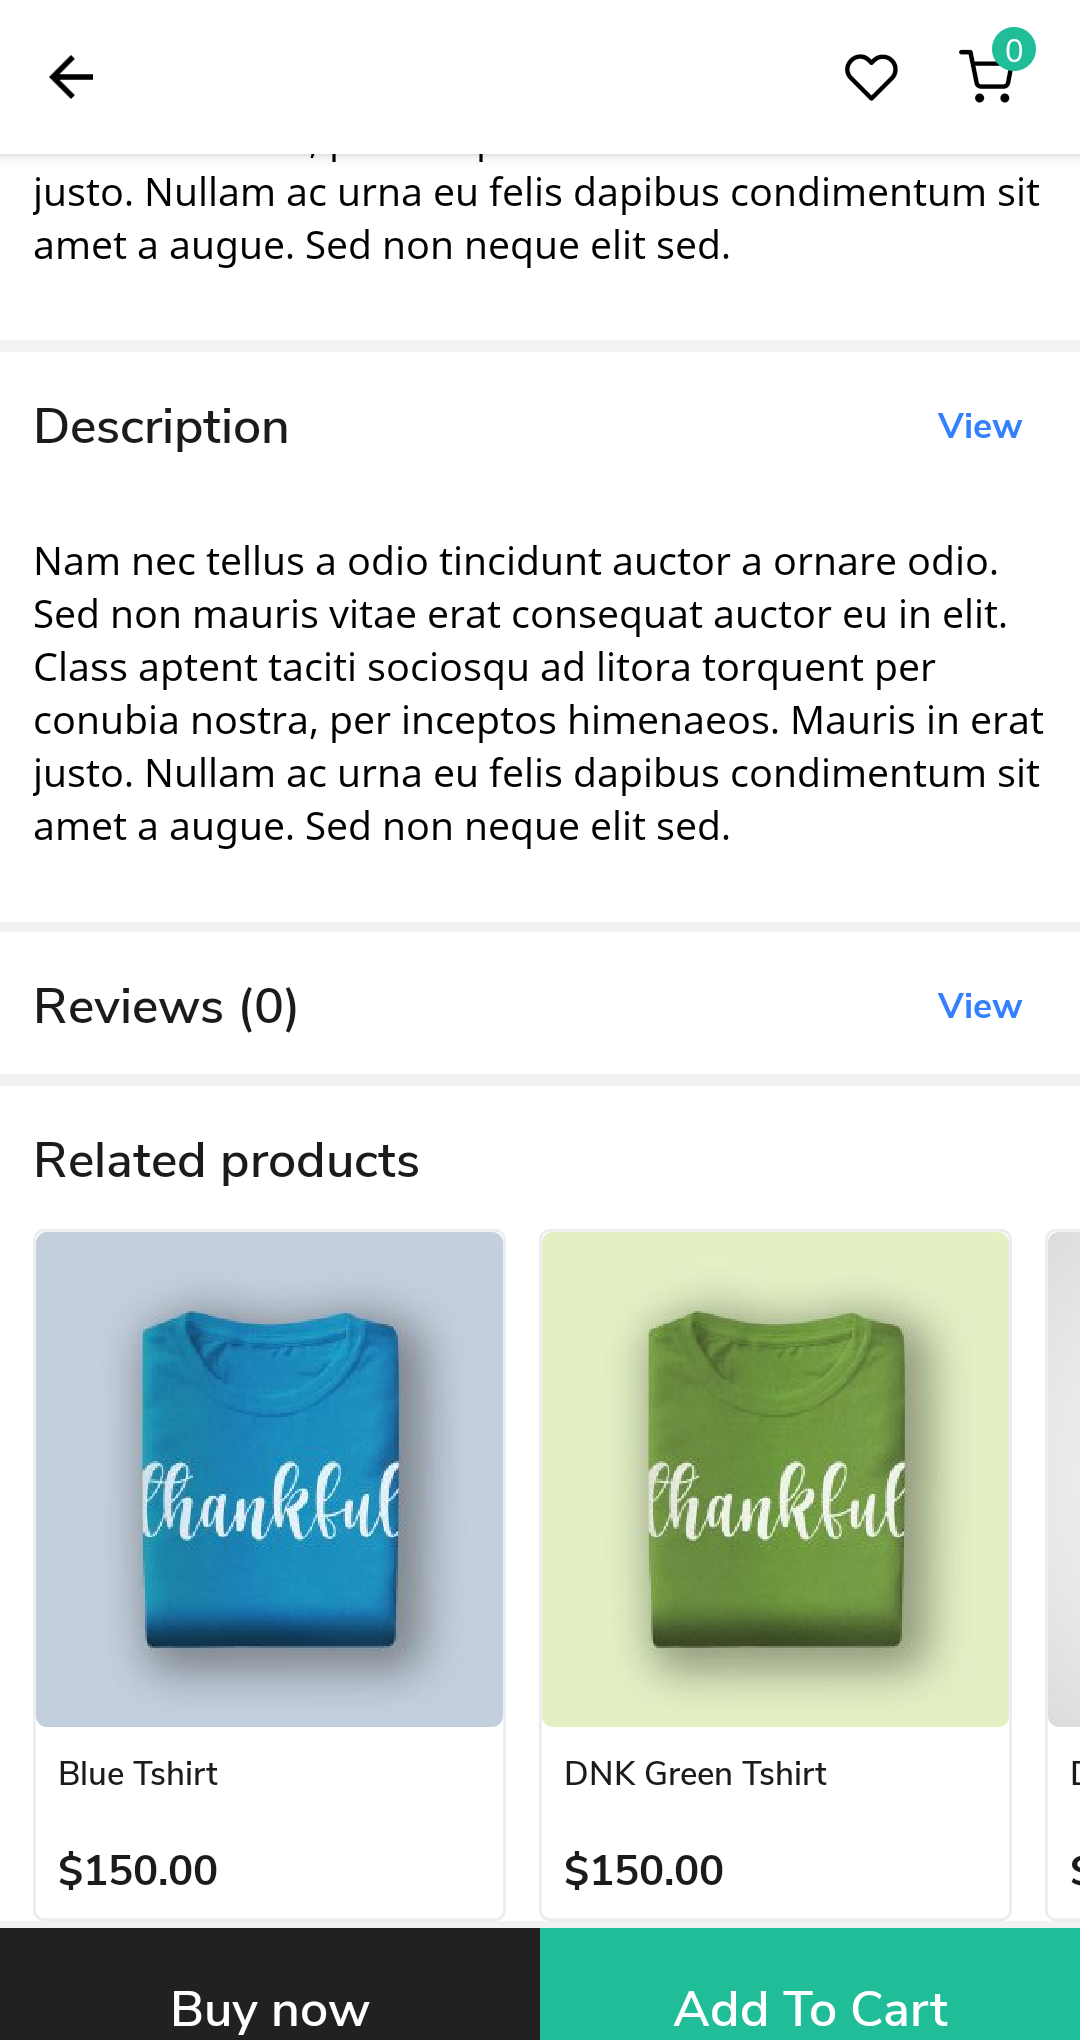 0
justo. Nullam ac urna eu felis dapibus condimentum sit
amet a augue. Sed non neque elit sed.
Description
View
Nam nec tellus a odio tincidunt auctor a ornare odio.
Sed non mauris vitae erat consequat auctor eu in elit.
Class aptent taciti sociosqu ad litora torquent per
conubia nostra, per inceptos himenaeos. Mauris in erat
justo. Nullam ac urna eu felis dapibus condimentum sit
amet a augue. Sed non neque elit sed.
Reviews (0)
View
Related products
thankful
thankful
Blue Tshirt
DNK Green Tshirt
$150.00
$150.00
Buy now
Add To Cart